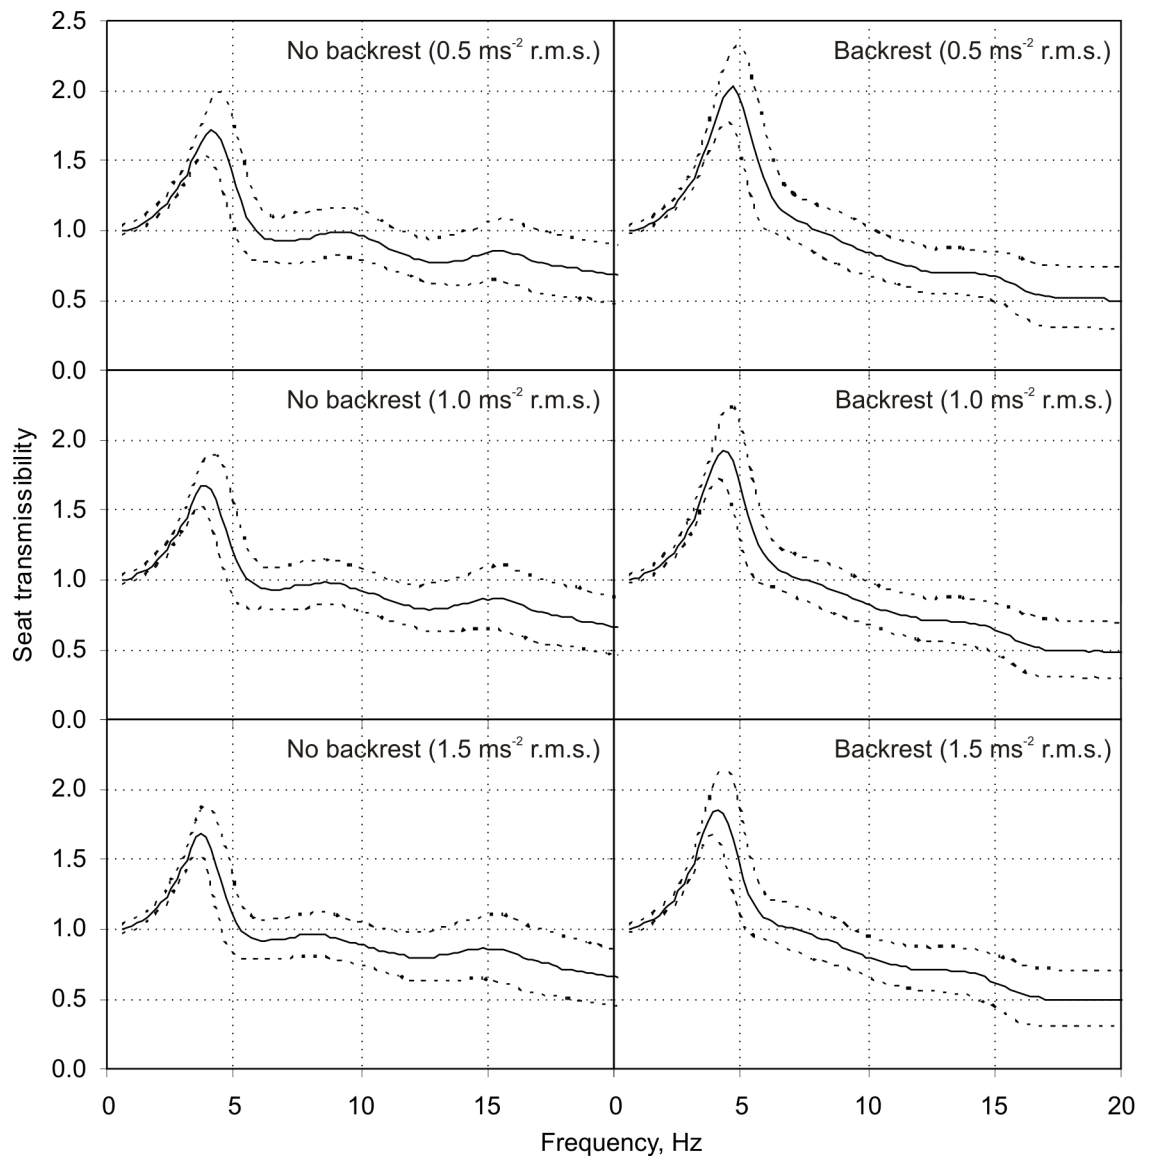 2.5
No backrest (0.5 ms⁻² r.m.s.)
Backrest (0.5 ms⁻² r.m.s.)
2.0
1.5
1.0
0.5
0.0
No backrest (1.0 ms⁻² r.m.s.)
Backrest (1.0 ms⁻² r.m.s.)
2.0
1.5
1.0
0.5
0.0
No backrest (1.5 ms⁻² r.m.s.)
Backrest (1.5 ms⁻² r.m.s.)
2.0
1.5
1.0
0.5
0.0
Seat transmissibility
0 5 10 15 0 5 10 15 20
Frequency, Hz